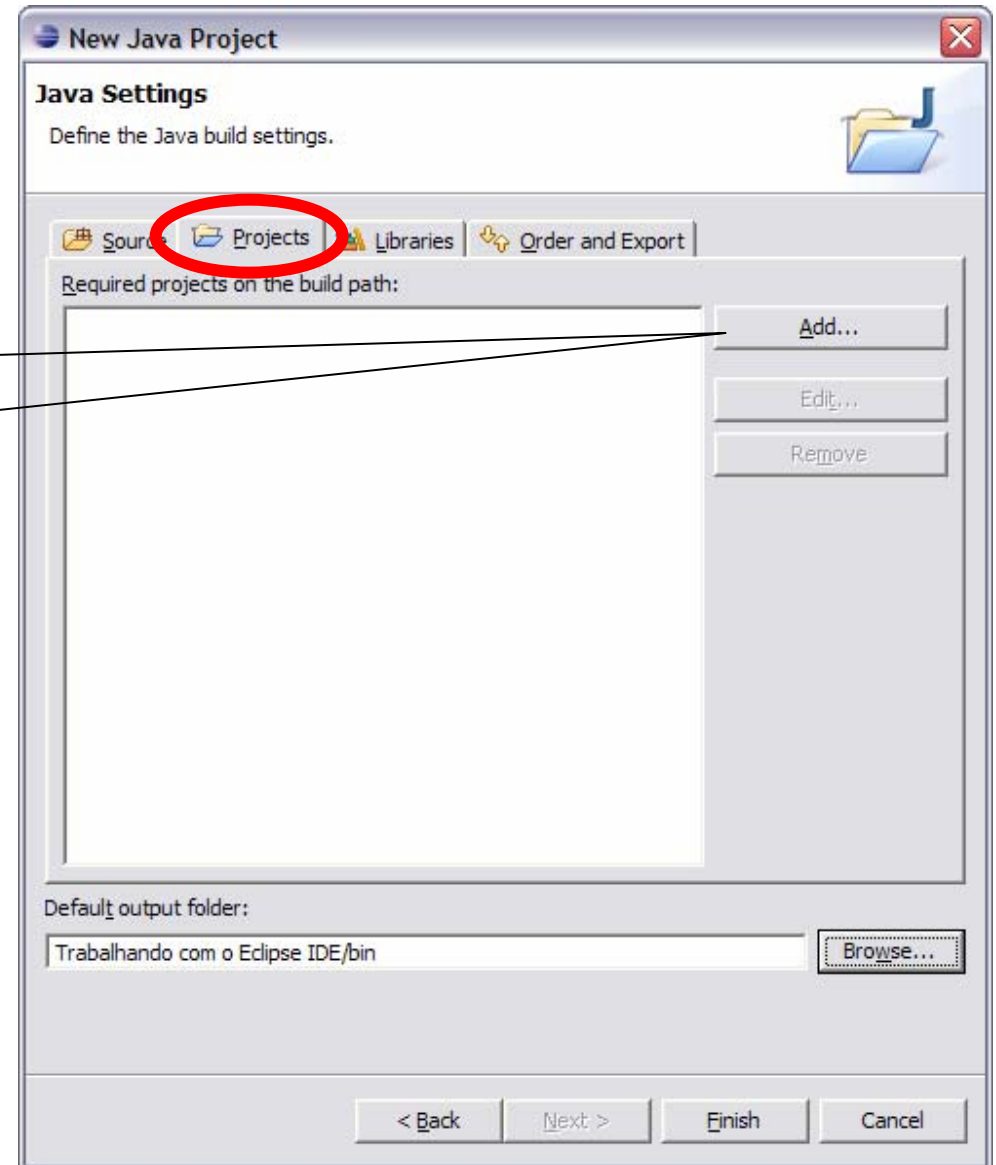 New Java Project
Java Settings
Define the Java build settings.
Source Projects Libraries Order and Export
Required projects on the build path:
Add...
Edit...
Remove
Default output folder:
Trabalhando com o Eclipse IDE/bin
Browse...
< Back Next > Finish Cancel